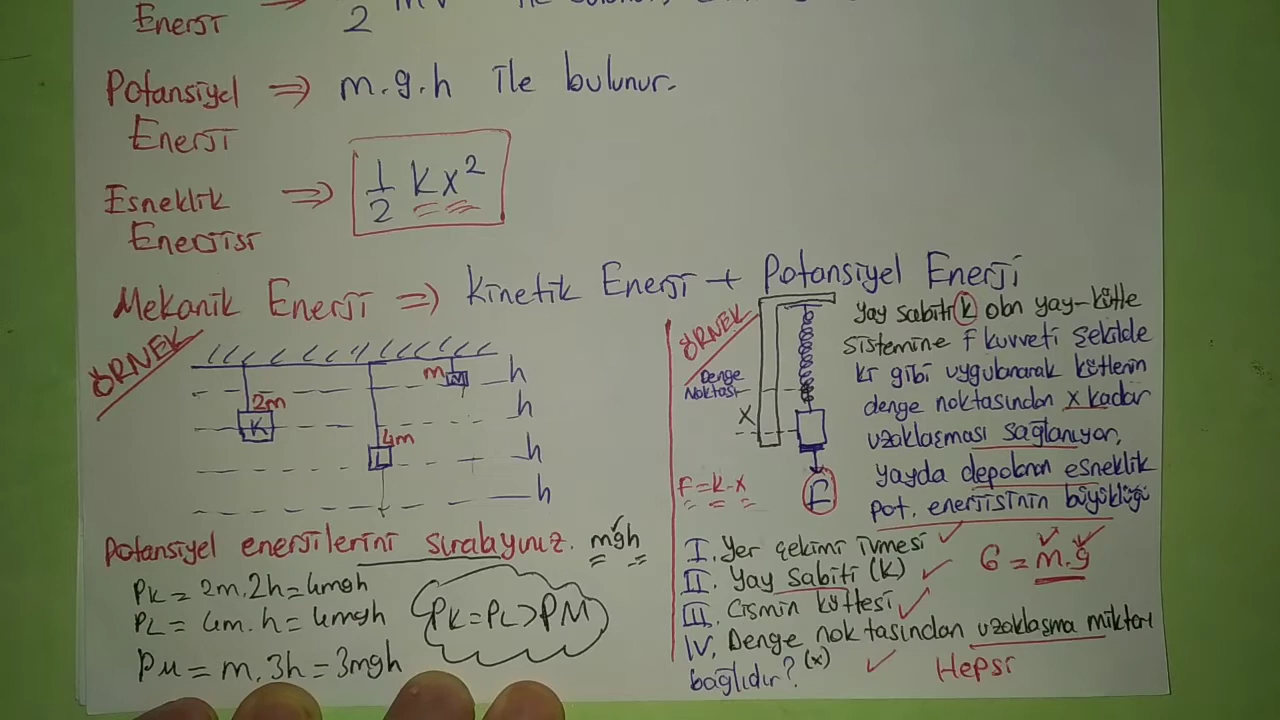 Enerji
1/2
Potansiyel ⇒ m.g.h ile bulunur.
Enerji
Esneklik ⇒ 1/2 kx²
Enerjisi
Mekanik Enerji ⇒ Kinetik Enerji + Potansiyel Enerji
ÖRNEK
m
h
2m
K
h
4m
L
h
h
Potansiyel enerjilerini sıralayınız. mgh
PK = 2m.2h = 4mgh
PL = 4m.h = 4mgh
PM = m.3h = 3mgh
PK = PL > PM
ÖRNEK
Denge
Noktası
X
F = k.x
F
Yay sabiti k olan yay-kütle
sistemine F kuvveti şekilde
ki gibi uygulanarak kütlenin
denge noktasından x kadar
uzaklaşması sağlanıyor,
yayda depolanan esneklik
pot. enerjisinin büyüklüğü
I. Yer çekimi ivmesi ✓
II. Yay sabiti (k) ✓
III. Cismin kütlesi ✓
G = m.g
IV. Denge noktasından uzaklaşma miktarı
bağlıdır? (x) ✓ Hepsi